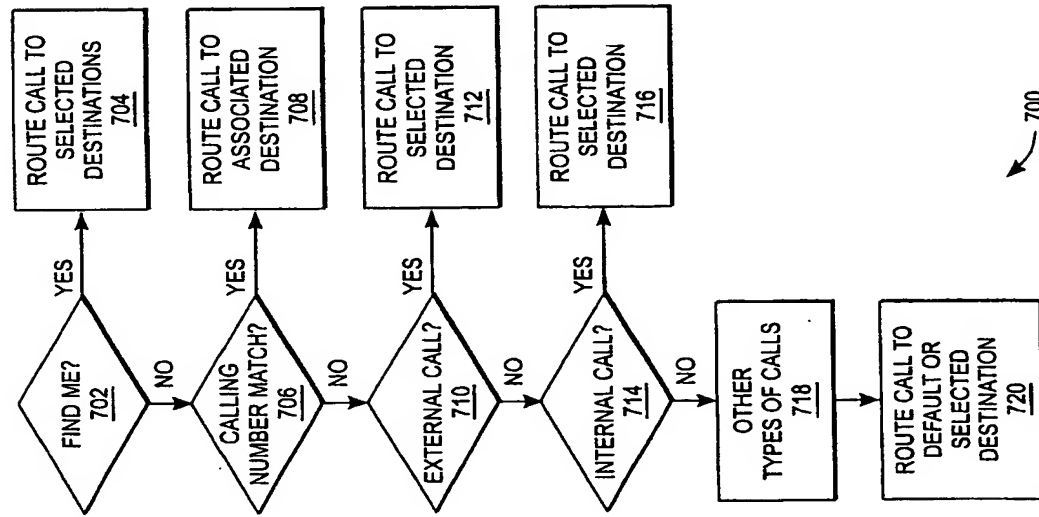 FIND ME?
702
YES
ROUTE CALL TO
SELECTED
DESTINATIONS
704
NO
CALLING
NUMBER MATCH?
706
YES
ROUTE CALL TO
ASSOCIATED
DESTINATION
708
NO
EXTERNAL CALL?
710
YES
ROUTE CALL TO
SELECTED
DESTINATION
712
NO
INTERNAL CALL?
714
YES
ROUTE CALL TO
SELECTED
DESTINATION
716
NO
OTHER
TYPES OF CALLS
718
ROUTE CALL TO
DEFAULT OR
SELECTED
DESTINATION
720
700